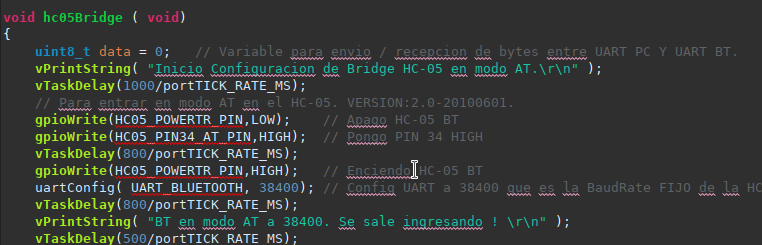 void hc05Bridge ( void)
{
uint8_t data = 0; // Variable para envio / recepcion de bytes entre UART PC Y UART BT.
vPrintString( "Inicio Configuracion de Bridge HC-05 en modo AT.\r\n" );
vTaskDelay(1000/portTICK_RATE_MS);
// Para entrar en modo AT en el HC-05. VERSION:2.0-20100601.
gpioWrite(HC05_POWERTR_PIN,LOW); // Apago HC-05 BT
gpioWrite(HC05_PIN34_AT_PIN,HIGH); // Pongo PIN 34 HIGH
vTaskDelay(800/portTICK_RATE_MS);
gpioWrite(HC05_POWERTR_PIN,HIGH); // Enciendo HC-05 BT
uartConfig( UART_BLUETOOTH, 38400); // Config UART a 38400 que es la BaudRate FIJO de la HC
vTaskDelay(800/portTICK_RATE_MS);
vPrintString( "BT en modo AT a 38400. Se sale ingresando ! \r\n" );
vTaskDelay(500/portTICK_RATE_MS);